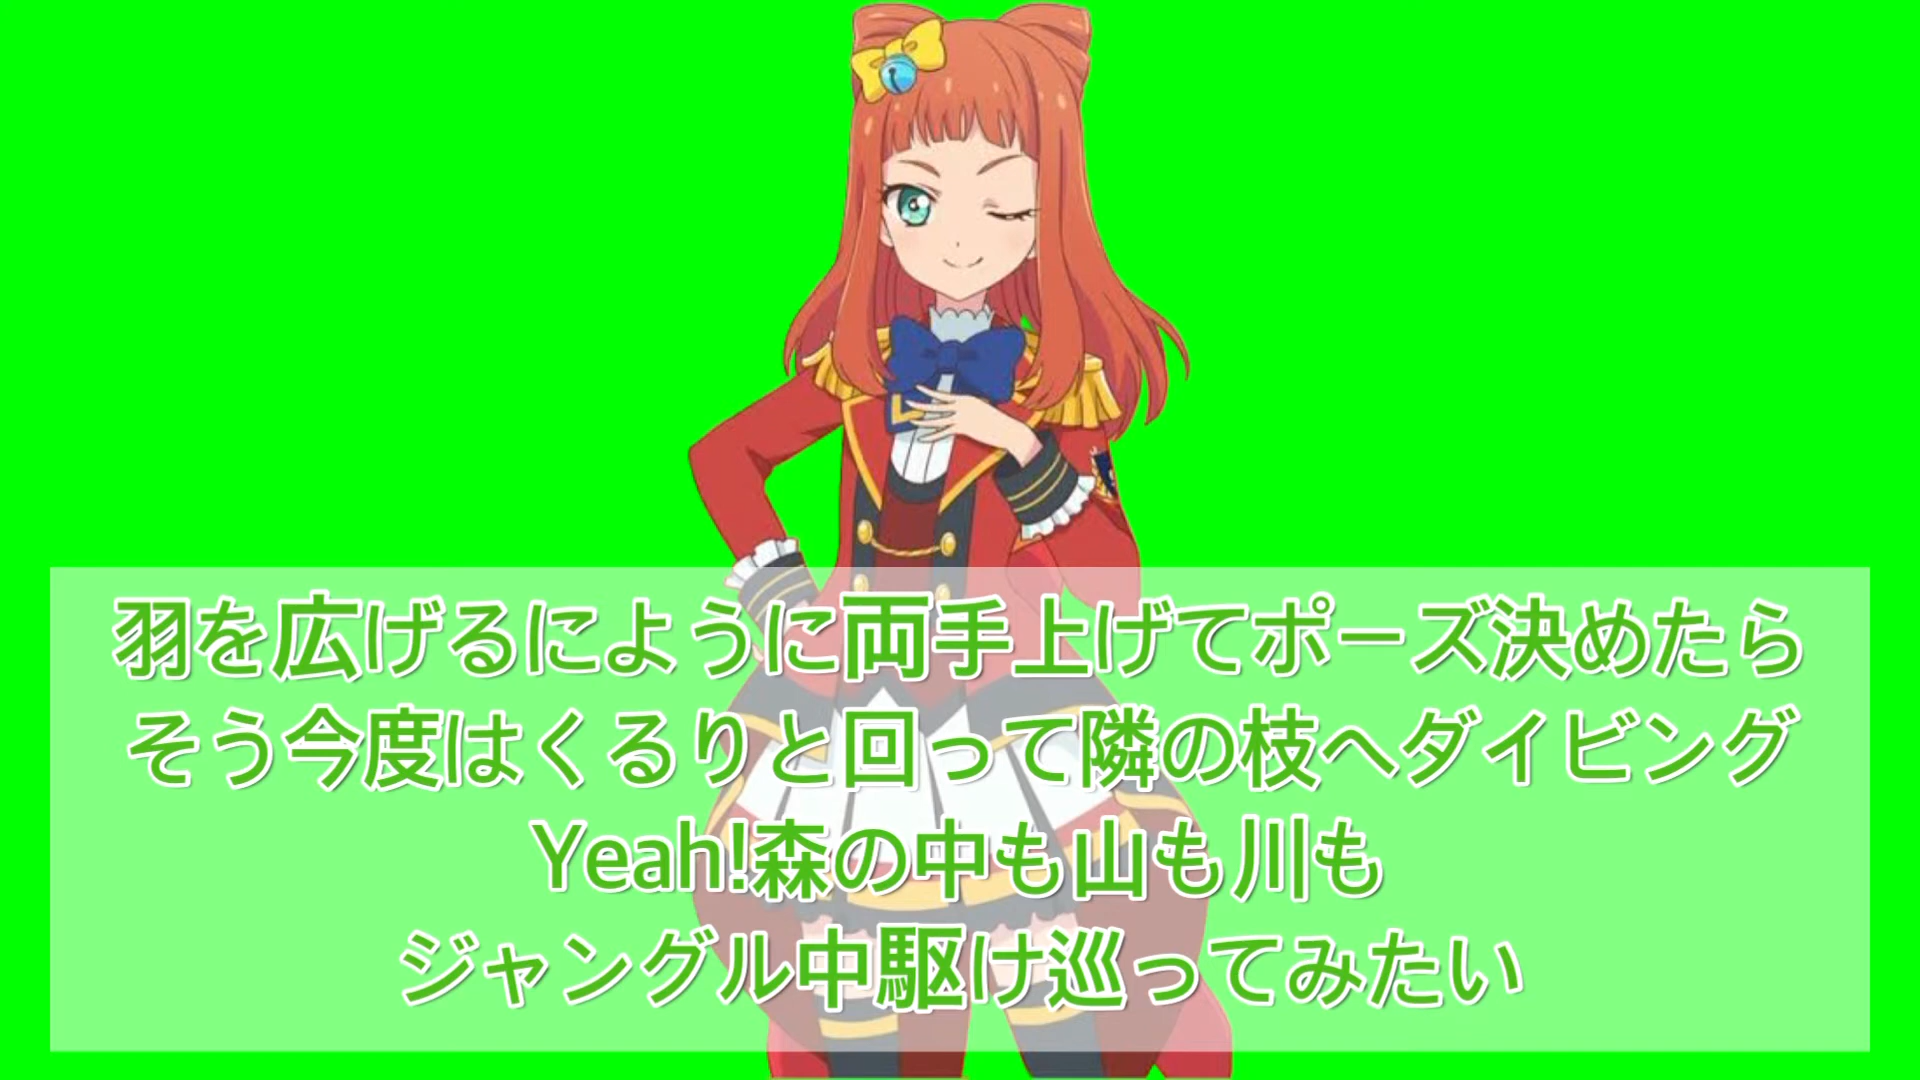 羽を広げるにように両手上げてポーズ決めたら
そう今度はくるりと回って隣の枝へダイビング
Yeah!森の中も山も川も
ジャングル中駆け巡ってみたい